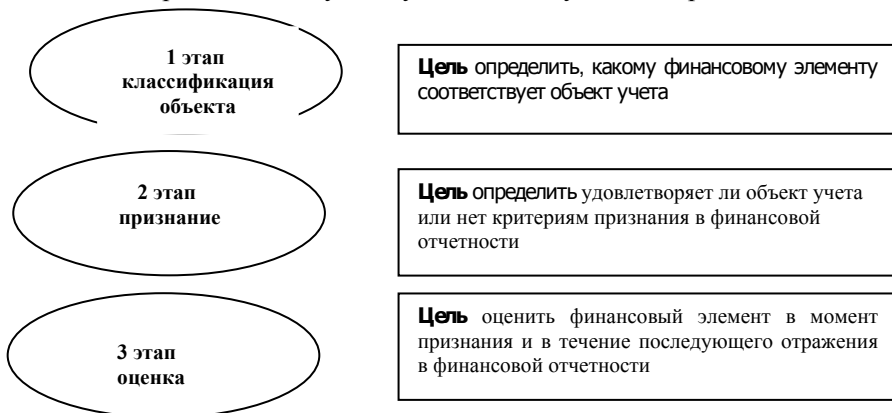 1 этап
классификация
объекта
Цель определить, какому финансовому элементу
соответствует объект учета
2 этап
признание
Цель определить удовлетворяет ли объект учета
или нет критериям признания в финансовой
отчетности
3 этап
оценка
Цель оценить финансовый элемент в момент
признания и в течение последующего отражения
в финансовой отчетности